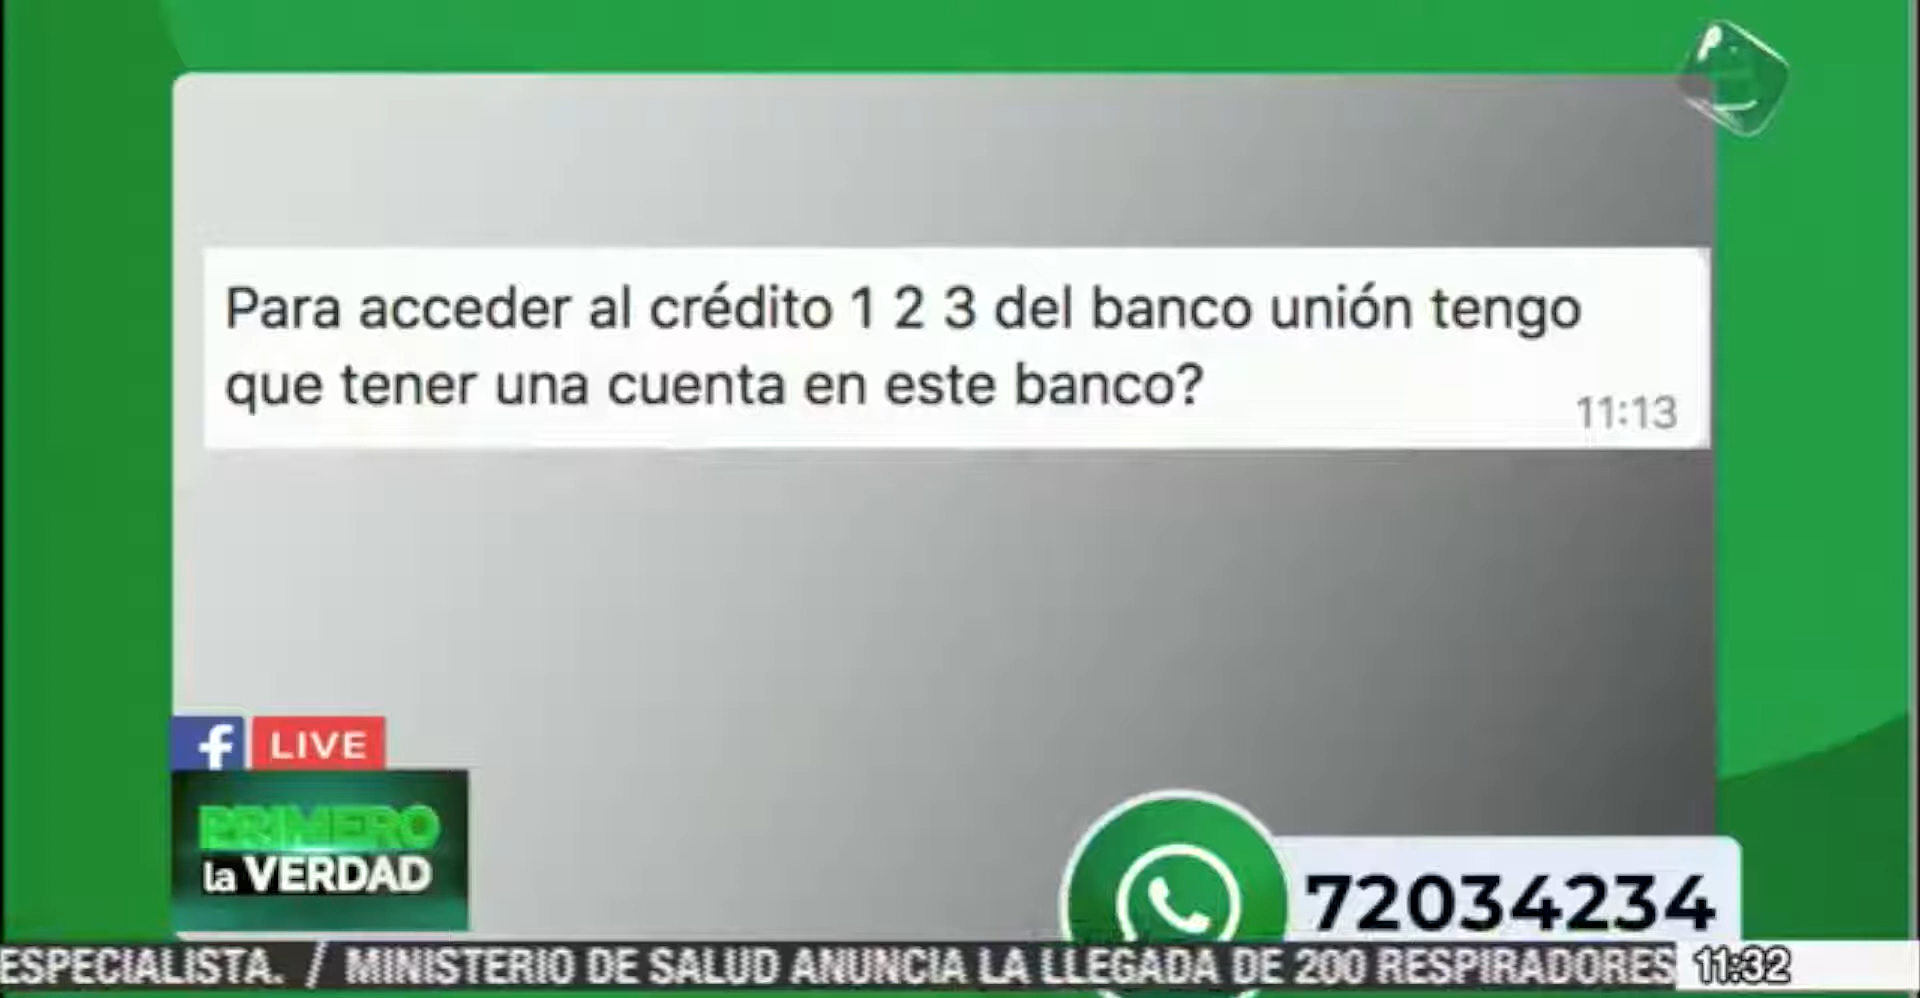 Para acceder al crédito 1 2 3 del banco unión tengo
que tener una cuenta en este banco?
11:13
f LIVE
PRIMERO
la VERDAD
72034234
ESPECIALISTA. / MINISTERIO DE SALUD ANUNCIA LA LLEGADA DE 200 RESPIRADORES 11:32